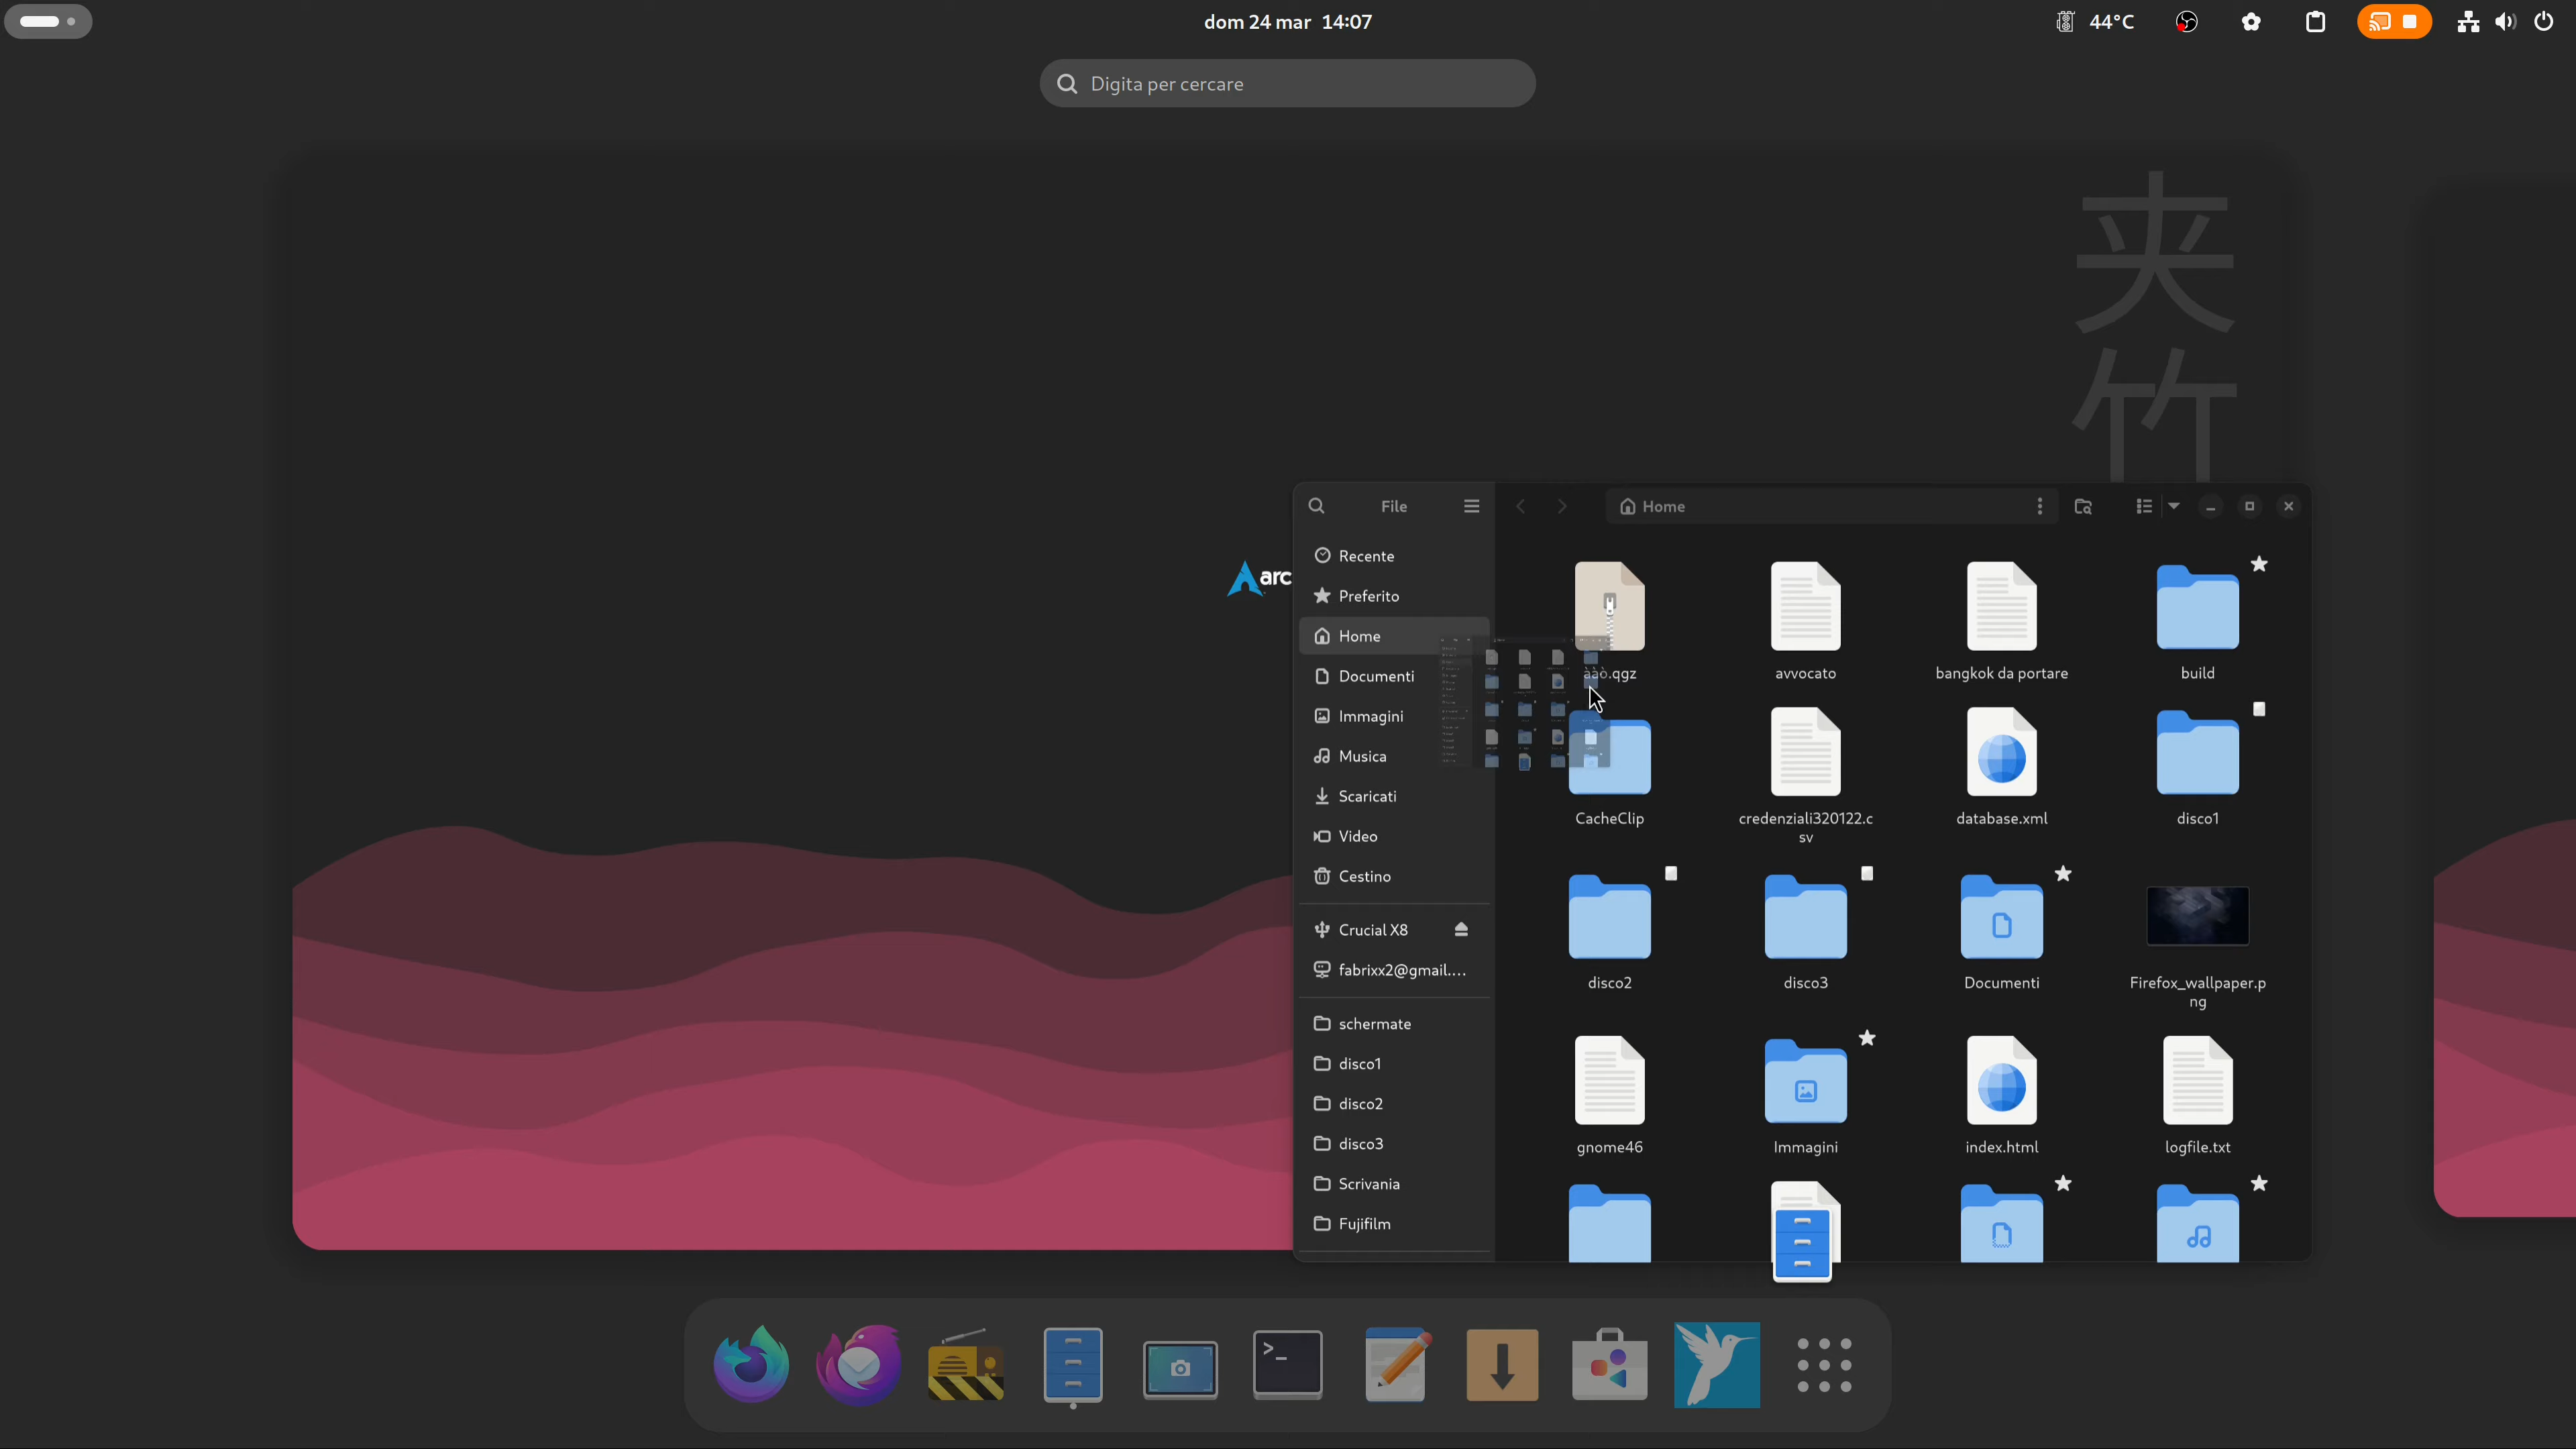 dom 24 mar 14:07
44°C
Digita per cercare
夹
竹
arc
File
Home
Recente
Preferito
Home
Documenti
Immagini
Musica
Scaricati
Video
Cestino
Crucial X8
fabrixx2@gmail....
schermate
disco1
disco2
disco3
Scrivania
Fujifilm
avvocato
bangkok da portare
build
CacheClip
credenziali320122.c
sv
database.xml
disco1
disco2
disco3
Documenti
Firefox_wallpaper.p
ng
gnome46
Immagini
index.html
logfile.txt